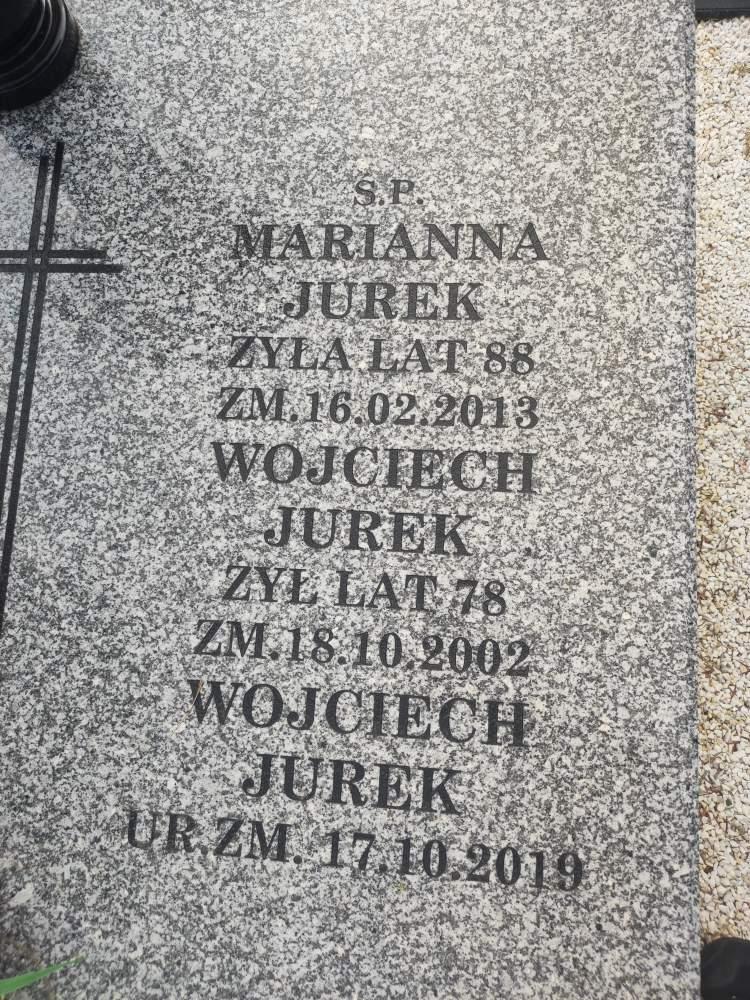 Ś.P.
MARIANNA
JUREK
ŻYŁA LAT 88
ZM.16.02.2013
WOJCIECH
JUREK
ŻYŁ LAT 78
ZM.18.10.2002
WOJCIECH
JUREK
UR.ZM. 17.10.2019